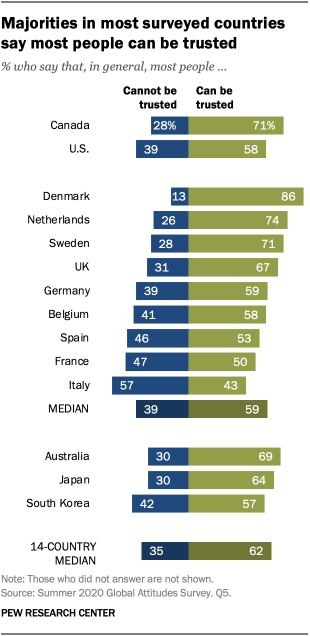 Majorities in most surveyed countries
say most people can be trusted
% who say that, in general, most people ...
Cannot be trusted Can be trusted
Canada 28% 71%
U.S. 39 58
Denmark 13 86
Netherlands 26 74
Sweden 28 71
UK 31 67
Germany 39 59
Belgium 41 58
Spain 46 53
France 47 50
Italy 57 43
MEDIAN 39 59
Australia 30 69
Japan 30 64
South Korea 42 57
14-COUNTRY MEDIAN 35 62
Note: Those who did not answer are not shown.
Source: Summer 2020 Global Attitudes Survey. Q5.
PEW RESEARCH CENTER